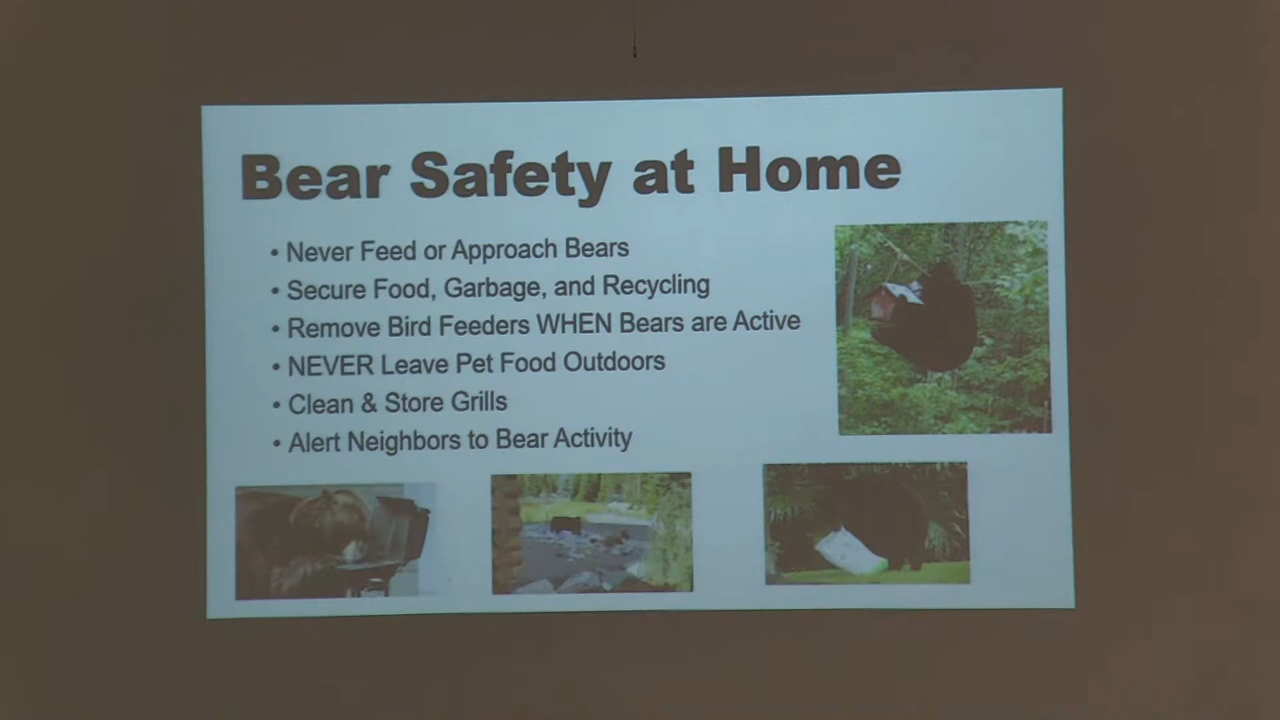 Bear Safety at Home
• Never Feed or Approach Bears
• Secure Food, Garbage, and Recycling
• Remove Bird Feeders WHEN Bears are Active
• NEVER Leave Pet Food Outdoors
• Clean & Store Grills
• Alert Neighbors to Bear Activity